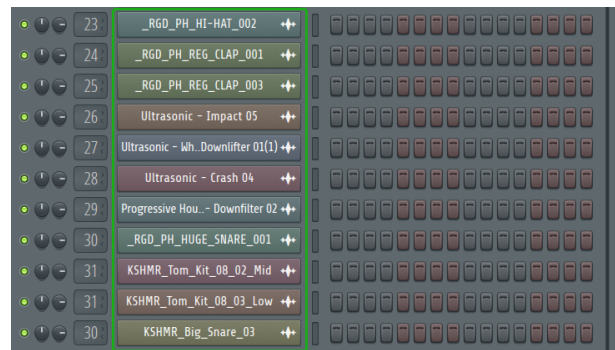 23 _RGD_PH_HI-HAT_002
24 _RGD_PH_REG_CLAP_001
25 _RGD_PH_REG_CLAP_003
26 Ultrasonic - Impact 05
27 Ultrasonic - Wh..Downlifter 01(1)
28 Ultrasonic - Crash 04
29 Progressive Hou..- Downfilter 02
30 _RGD_PH_HUGE_SNARE_001
31 KSHMR_Tom_Kit_08_02_Mid
31 KSHMR_Tom_Kit_08_03_Low
30 KSHMR_Big_Snare_03